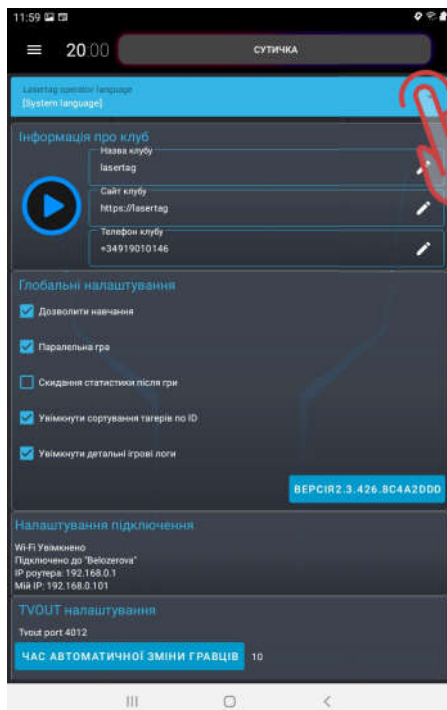 11:59
20:00
СУТИЧКА
Lasertag operator language
[System language]
Інформація про клуб
Назва клубу
lasertag
Сайт клубу
https://lasertag
Телефон клубу
+34919010146
Глобальні налаштування
Дозволити навчання
Паралельна гра
Скидання статистики після гри
Увімкнути сортування тагерів по ID
Увімкнути детальні ігрові логи
ВЕРСІЯ2.3.426.8C4A2DDD
Налаштування підключення
Wi-Fi Увімкнено
Підключено до "Belozerova"
IP роутера: 192.168.0.1
Мій IP: 192.168.0.101
TVOUT налаштування
Tvout port 4012
ЧАС АВТОМАТИЧНОЇ ЗМІНИ ГРАВЦІВ 10